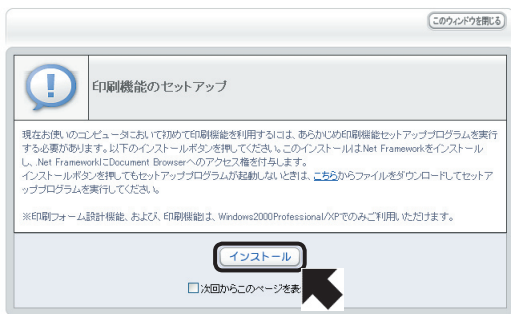 このウィンドウを閉じる
印刷機能のセットアップ
現在お使いのコンピュータにおいて初めて印刷機能を利用するには、あらかじめ印刷機能セットアッププログラムを実行
する必要があります。以下のインストールボタンを押してください。このインストールは.Net Frameworkをインストール
し、.Net FrameworkにDocument Browserへのアクセス権を付与します。
インストールボタンを押してもセットアッププログラムが起動しないときは、こちらからファイルをダウンロードしてセットア
ッププログラムを実行してください。
※印刷フォーム設計機能、および、印刷機能は、Windows2000Professional/XPでのみご利用いただけます。
インストール
次回からこのページを表